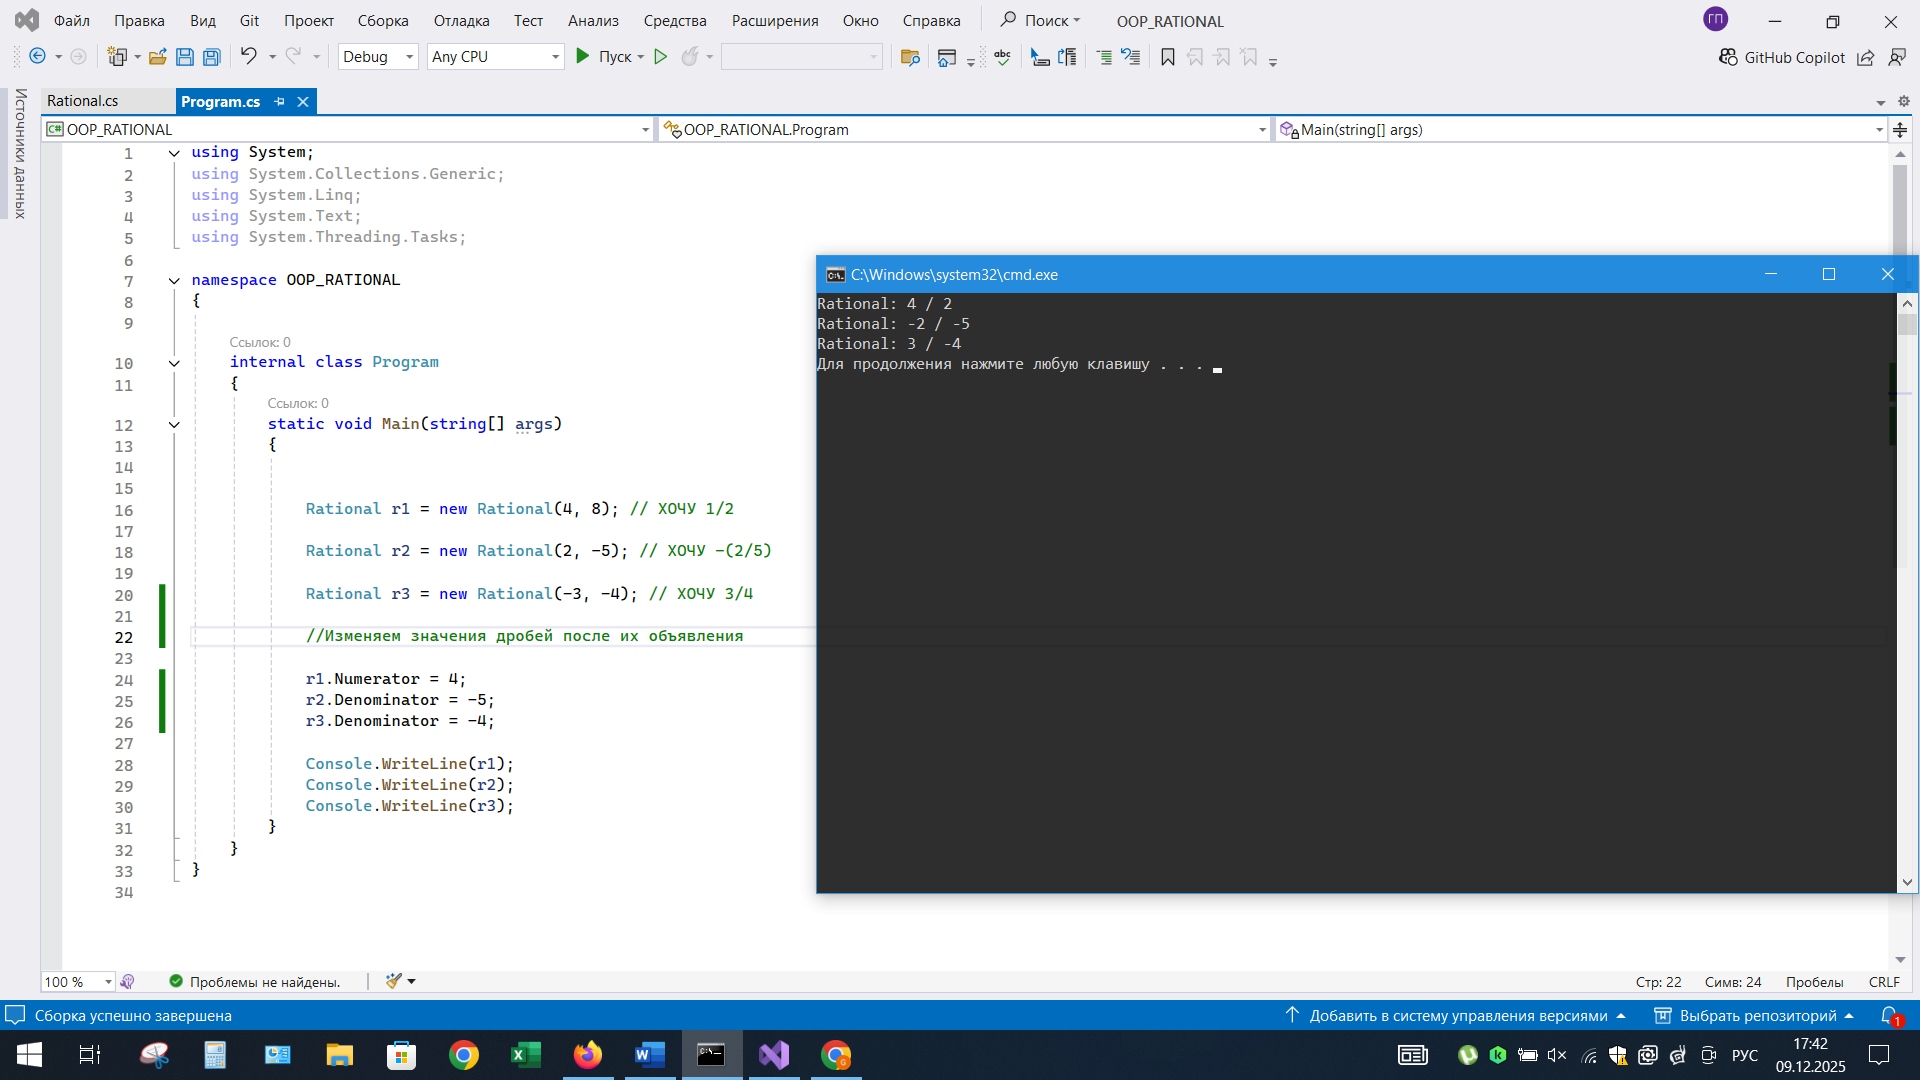 Файл Правка Вид Git Проект Сборка Отладка Тест Анализ Средства Расширения Окно Справка Поиск OOP_RATIONAL ГП
Debug Any CPU Пуск abc GitHub Copilot
Источники данных
Rational.cs Program.cs
C# OOP_RATIONAL OOP_RATIONAL.Program Main(string[] args)
1 using System;
2 using System.Collections.Generic;
3 using System.Linq;
4 using System.Text;
5 using System.Threading.Tasks;
6
7 namespace OOP_RATIONAL
8 {
9
Ссылок: 0
10 internal class Program
11 {
Ссылок: 0
12 static void Main(string[] args)
13 {
14
15
16 Rational r1 = new Rational(4, 8); // ХОЧУ 1/2
17
18 Rational r2 = new Rational(2, -5); // ХОЧУ -(2/5)
19
20 Rational r3 = new Rational(-3, -4); // ХОЧУ 3/4
21
22 //Изменяем значения дробей после их объявления
23
24 r1.Numerator = 4;
25 r2.Denominator = -5;
26 r3.Denominator = -4;
27
28 Console.WriteLine(r1);
29 Console.WriteLine(r2);
30 Console.WriteLine(r3);
31 }
32 }
33 }
34
C:\Windows\system32\cmd.exe
Rational: 4 / 2
Rational: -2 / -5
Rational: 3 / -4
Для продолжения нажмите любую клавишу . . .
100 % Проблемы не найдены. Стр: 22 Симв: 24 Пробелы CRLF
Сборка успешно завершена Добавить в систему управления версиями Выбрать репозиторий 1
РУС 17:42
09.12.2025